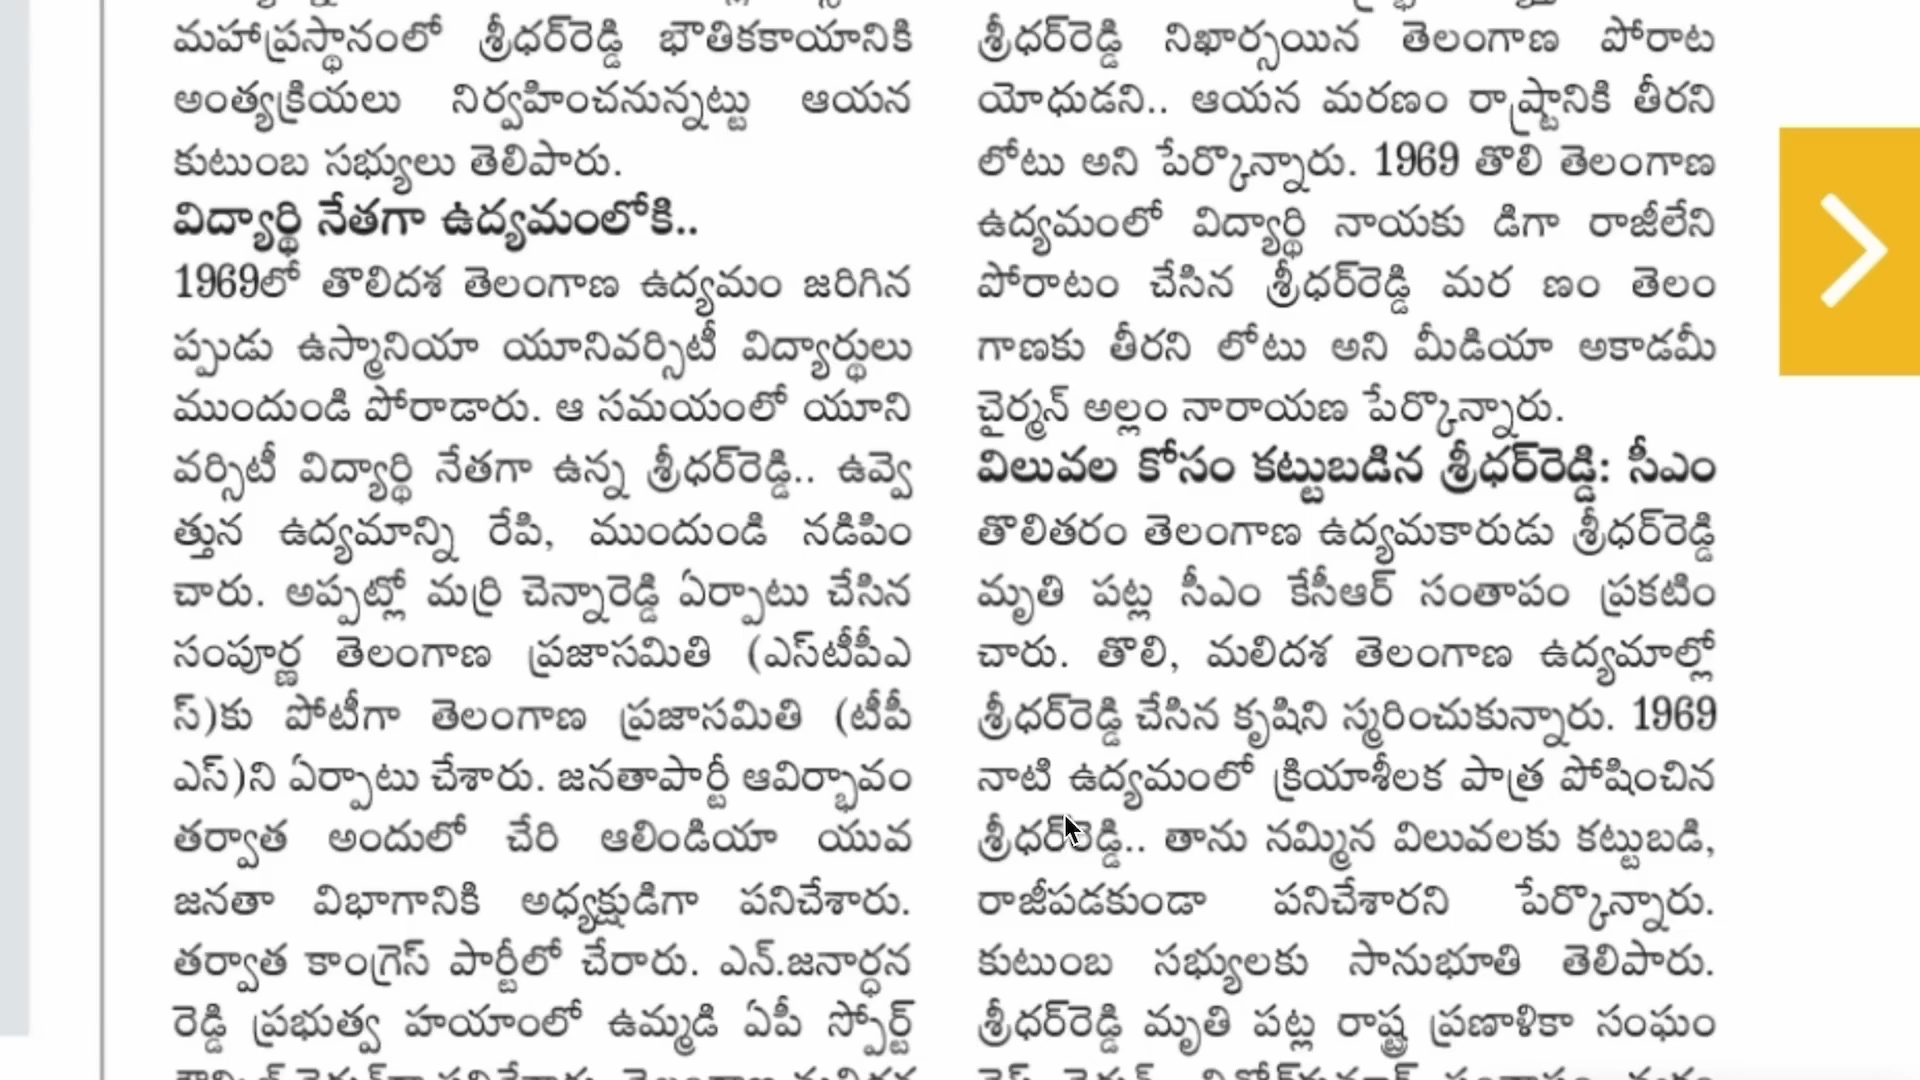 మహాప్రస్థానంలో శ్రీధర్‌రెడ్డి భౌతికకాయానికి
అంత్యక్రియలు నిర్వహించనున్నట్టు ఆయన
కుటుంబ సభ్యులు తెలిపారు.
విద్యార్థి నేతగా ఉద్యమంలోకి..
1969లో తొలిదశ తెలంగాణ ఉద్యమం జరిగిన
ప్పుడు ఉస్మానియా యూనివర్సిటీ విద్యార్థులు
ముందుండి పోరాడారు. ఆ సమయంలో యూని
వర్సిటీ విద్యార్థి నేతగా ఉన్న శ్రీధర్‌రెడ్డి.. ఉవ్వె
త్తున ఉద్యమాన్ని రేపి, ముందుండి నడిపిం
చారు. అప్పట్లో మర్రి చెన్నారెడ్డి ఏర్పాటు చేసిన
సంపూర్ణ తెలంగాణ ప్రజాసమితి (ఎస్‌టీపీఎ
స్)కు పోటీగా తెలంగాణ ప్రజాసమితి (టీపీ
ఎస్)ని ఏర్పాటు చేశారు. జనతాపార్టీ ఆవిర్భావం
తర్వాత అందులో చేరి ఆలిండియా యువ
జనతా విభాగానికి అధ్యక్షుడిగా పనిచేశారు.
తర్వాత కాంగ్రెస్ పార్టీలో చేరారు. ఎన్.జనార్ధన
రెడ్డి ప్రభుత్వ హయాంలో ఉమ్మడి ఏపీ స్పోర్ట్
శ్రీధర్‌రెడ్డి నిఖార్సయిన తెలంగాణ పోరాట
యోధుడని.. ఆయన మరణం రాష్ట్రానికి తీరని
లోటు అని పేర్కొన్నారు. 1969 తొలి తెలంగాణ
ఉద్యమంలో విద్యార్థి నాయకు డిగా రాజీలేని
పోరాటం చేసిన శ్రీధర్‌రెడ్డి మర ణం తెలం
గాణకు తీరని లోటు అని మీడియా అకాడమీ
చైర్మన్ అల్లం నారాయణ పేర్కొన్నారు.
విలువల కోసం కట్టుబడిన శ్రీధర్‌రెడ్డి: సీఎం
తొలితరం తెలంగాణ ఉద్యమకారుడు శ్రీధర్‌రెడ్డి
మృతి పట్ల సీఎం కేసీఆర్ సంతాపం ప్రకటిం
చారు. తొలి, మలిదశ తెలంగాణ ఉద్యమాల్లో
శ్రీధర్‌రెడ్డి చేసిన కృషిని స్మరించుకున్నారు. 1969
నాటి ఉద్యమంలో క్రియాశీలక పాత్ర పోషించిన
శ్రీధర్‌రెడ్డి.. తాను నమ్మిన విలువలకు కట్టుబడి,
రాజీపడకుండా పనిచేశారని పేర్కొన్నారు.
కుటుంబ సభ్యులకు సానుభూతి తెలిపారు.
శ్రీధర్‌రెడ్డి మృతి పట్ల రాష్ట్ర ప్రణాళికా సంఘం